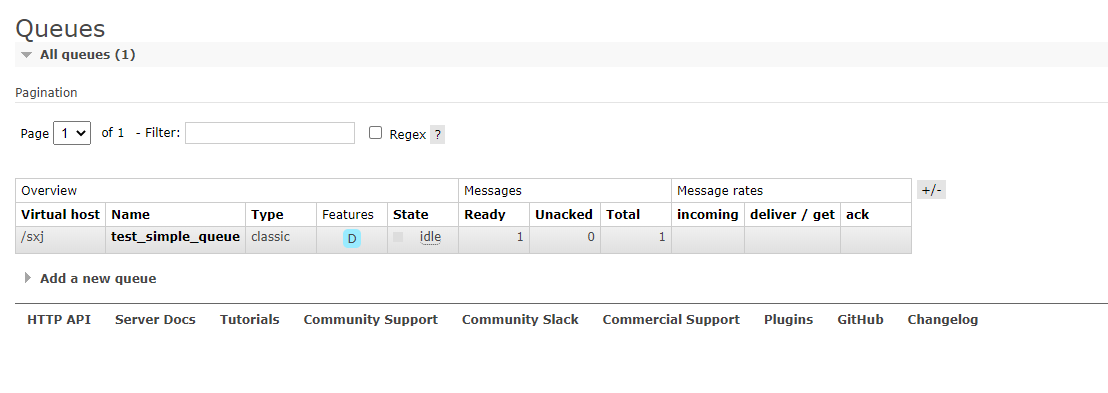 Queues
All queues (1)
Pagination
Page 1 of 1 - Filter: Regex ?
Overview Messages Message rates +/-
Virtual host Name Type Features State Ready Unacked Total incoming deliver / get ack
/sxj test_simple_queue classic D idle 1 0 1
Add a new queue
HTTP API Server Docs Tutorials Community Support Community Slack Commercial Support Plugins GitHub Changelog